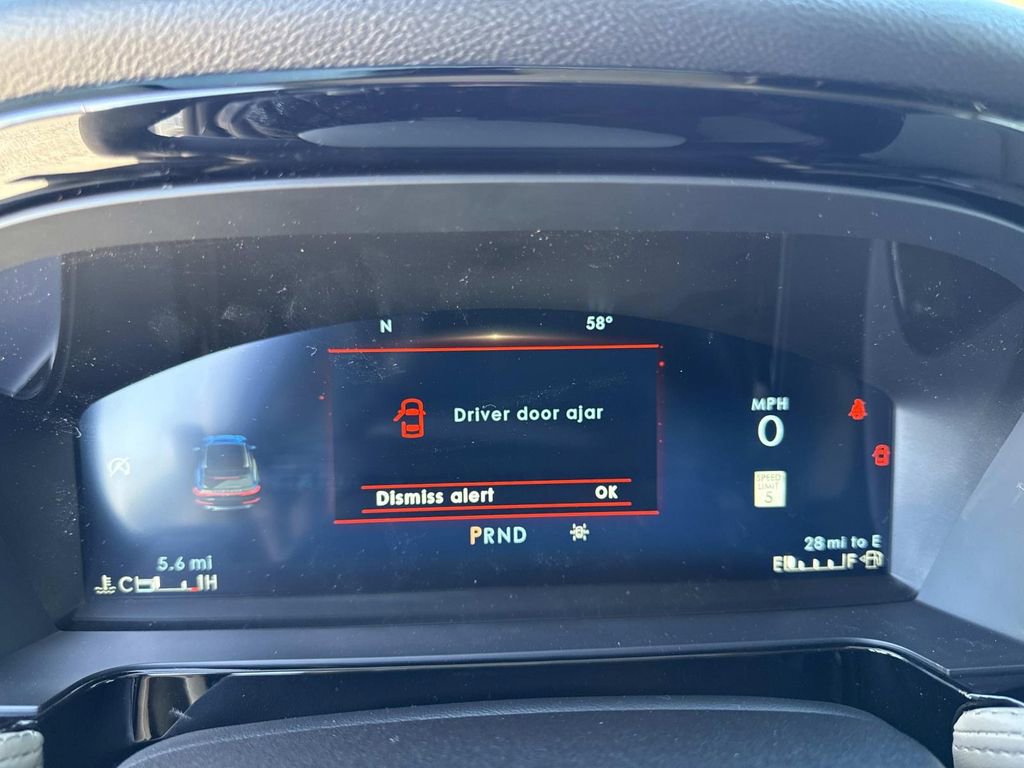 N
58°
Driver door ajar
MPH
0
Dismiss alert
OK
SPEED
LIMIT
5
PRND
5.6 mi
28 mi to E
C H
E F